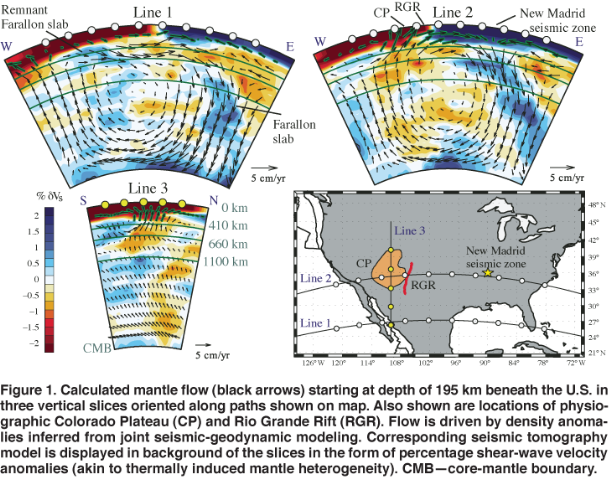 Remnant
Farallon slab
Line 1
W
E
Farallon
slab
5 cm/yr
CP
RGR
Line 2
New Madrid
seismic zone
W
E
5 cm/yr
% δVs
2
1.5
1
0.5
0
−0.5
−1
−1.5
−2
Line 3
S
N
0 km
410 km
660 km
1100 km
CMB
5 cm/yr
Line 3
CP
RGR
New Madrid
seismic zone
Line 2
Line 1
48°N
45°N
42°N
39°N
36°N
33°N
30°N
27°N
24°N
21°N
126°W 120°W 114°W 108°W 102°W 96°W 90°W 84°W 78°W 72°W
Figure 1. Calculated mantle flow (black arrows) starting at depth of 195 km beneath the U.S. in
three vertical slices oriented along paths shown on map. Also shown are locations of physio-
graphic Colorado Plateau (CP) and Rio Grande Rift (RGR). Flow is driven by density anoma-
lies inferred from joint seismic-geodynamic modeling. Corresponding seismic tomography
model is displayed in background of the slices in the form of percentage shear-wave velocity
anomalies (akin to thermally induced mantle heterogeneity). CMB—core-mantle boundary.